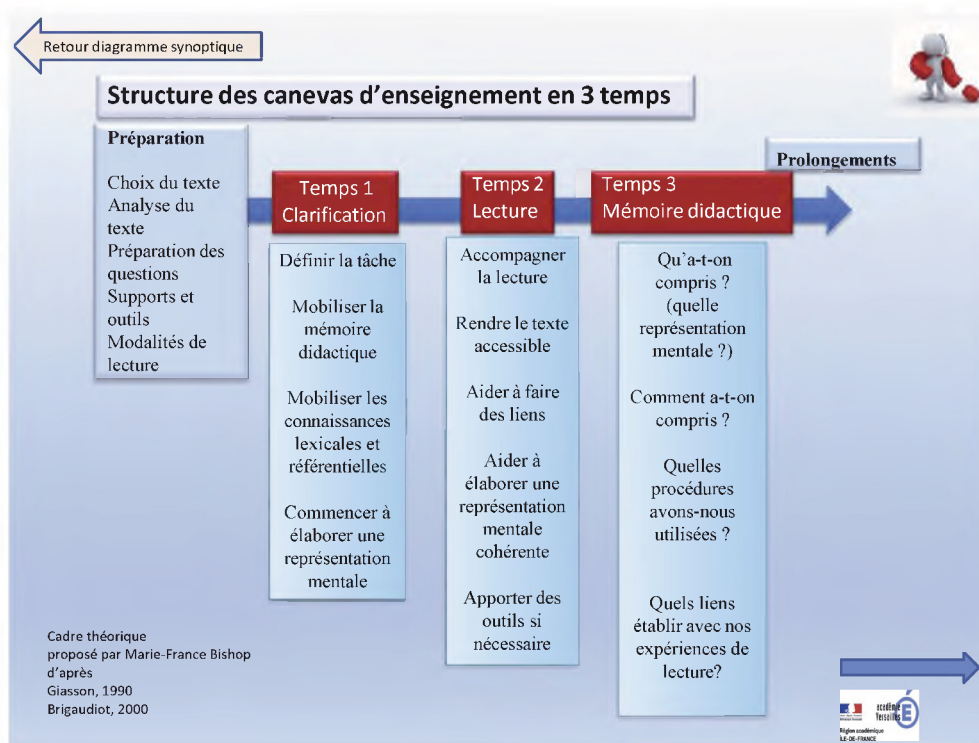 Retour diagramme synoptique
Structure des canevas d'enseignement en 3 temps
Préparation
Choix du texte
Analyse du
texte
Préparation des
questions
Supports et
outils
Modalités de
lecture
Temps 1
Clarification
Définir la tâche
Mobiliser la
mémoire
didactique
Mobiliser les
connaissances
lexicales et
référentielles
Commencer à
élaborer une
représentation
mentale
Temps 2
Lecture
Accompagner
la lecture
Rendre le texte
accessible
Aider à faire
des liens
Aider à
élaborer une
représentation
mentale
cohérente
Apporter des
outils si
nécessaire
Temps 3
Mémoire didactique
Qu'a-t-on
compris ?
(quelle
représentation
mentale ?)
Comment a-t-on
compris ?
Quelles
procédures
avons-nous
utilisées ?
Quels liens
établir avec nos
expériences de
lecture?
Prolongements
Cadre théorique
proposé par Marie-France Bishop
d'après
Giasson, 1990
Brigaudiot, 2000
académie
Versailles
Région académique
ÎLE-DE-FRANCE